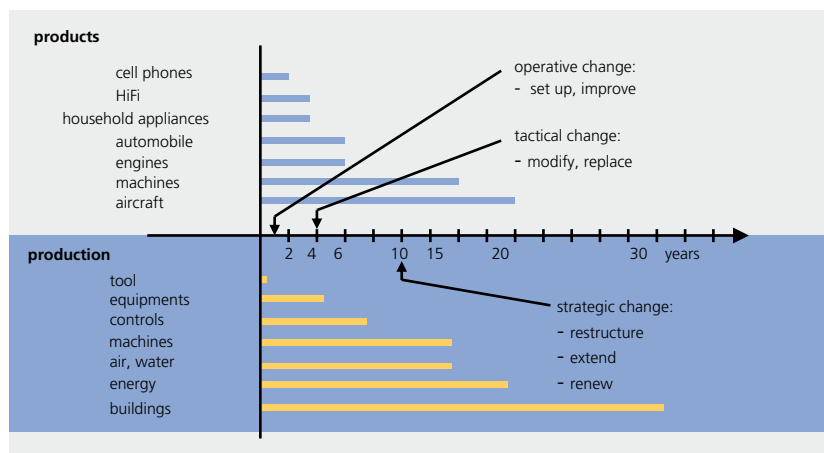 products
cell phones
HiFi
household appliances
automobile
engines
machines
aircraft
operative change:
- set up, improve
tactical change:
- modify, replace
2 4 6 10 15 20 30 years
production
tool
equipments
controls
machines
air, water
energy
buildings
strategic change:
- restructure
- extend
- renew